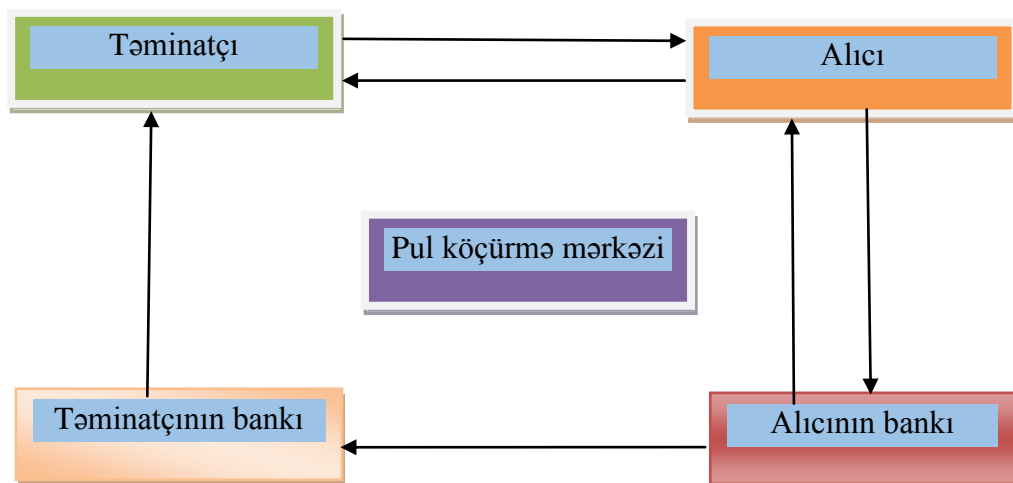 Təminatçı
Alıcı
Pul köçürmə mərkəzi
Təminatçının bankı
Alıcının bankı